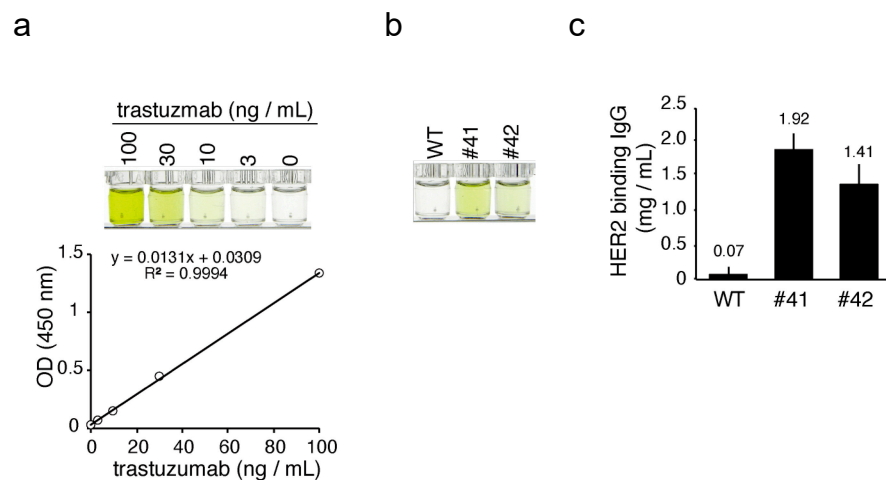 a
trastuzmab (ng / mL)
100 30 10 3 0
y = 0.0131x + 0.0309
R² = 0.9994
1.5
1
0.5
0
OD (450 nm)
0 20 40 60 80 100
trastuzumab (ng / mL)
b
WT #41 #42
c
HER2 binding IgG
(mg / mL)
2.5
2.0
1.5
1.0
0.5
0
0.07
1.92
1.41
WT #41 #42